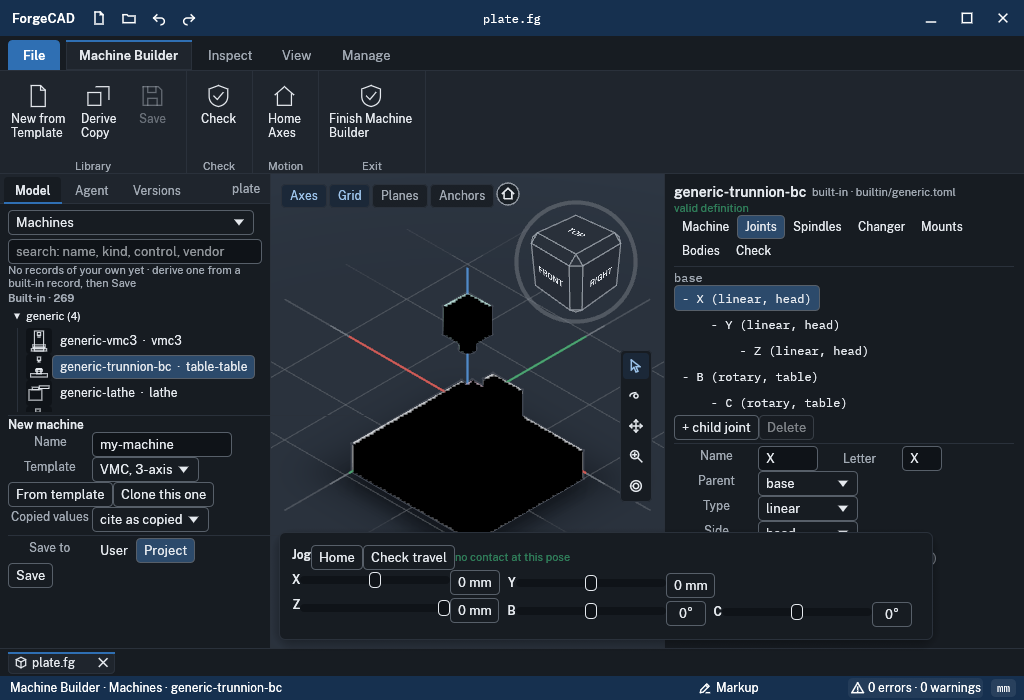 ForgeCAD
plate.fg
File
Machine Builder
Inspect
View
Manage
New from
Template
Derive
Copy
Save
Library
Check
Check
Home
Axes
Motion
Finish Machine
Builder
Exit
Model
Agent
Versions
plate
Machines
search: name, kind, control, vendor
No records of your own yet · derive one from a
built-in record, then Save
Built-in · 269
generic (4)
generic-vmc3 · vmc3
generic-trunnion-bc · table-table
generic-lathe · lathe
New machine
Name
my-machine
Template
VMC, 3-axis
From template
Clone this one
Copied values
cite as copied
Save to
User
Project
Save
Axes
Grid
Planes
Anchors
TOP
FRONT
RIGHT
generic-trunnion-bc built-in · builtin/generic.toml
valid definition
Machine
Joints
Spindles
Changer
Mounts
Bodies
Check
base
- X (linear, head)
- Y (linear, head)
- Z (linear, head)
- B (rotary, table)
- C (rotary, table)
+ child joint
Delete
Name
X
Letter
X
Parent
base
Type
linear
Side
head
Jog
Home
Check travel
no contact at this pose
X
0 mm
Y
0 mm
Z
0 mm
B
0°
C
0°
plate.fg
Machine Builder · Machines · generic-trunnion-bc
Markup
0 errors · 0 warnings
mm